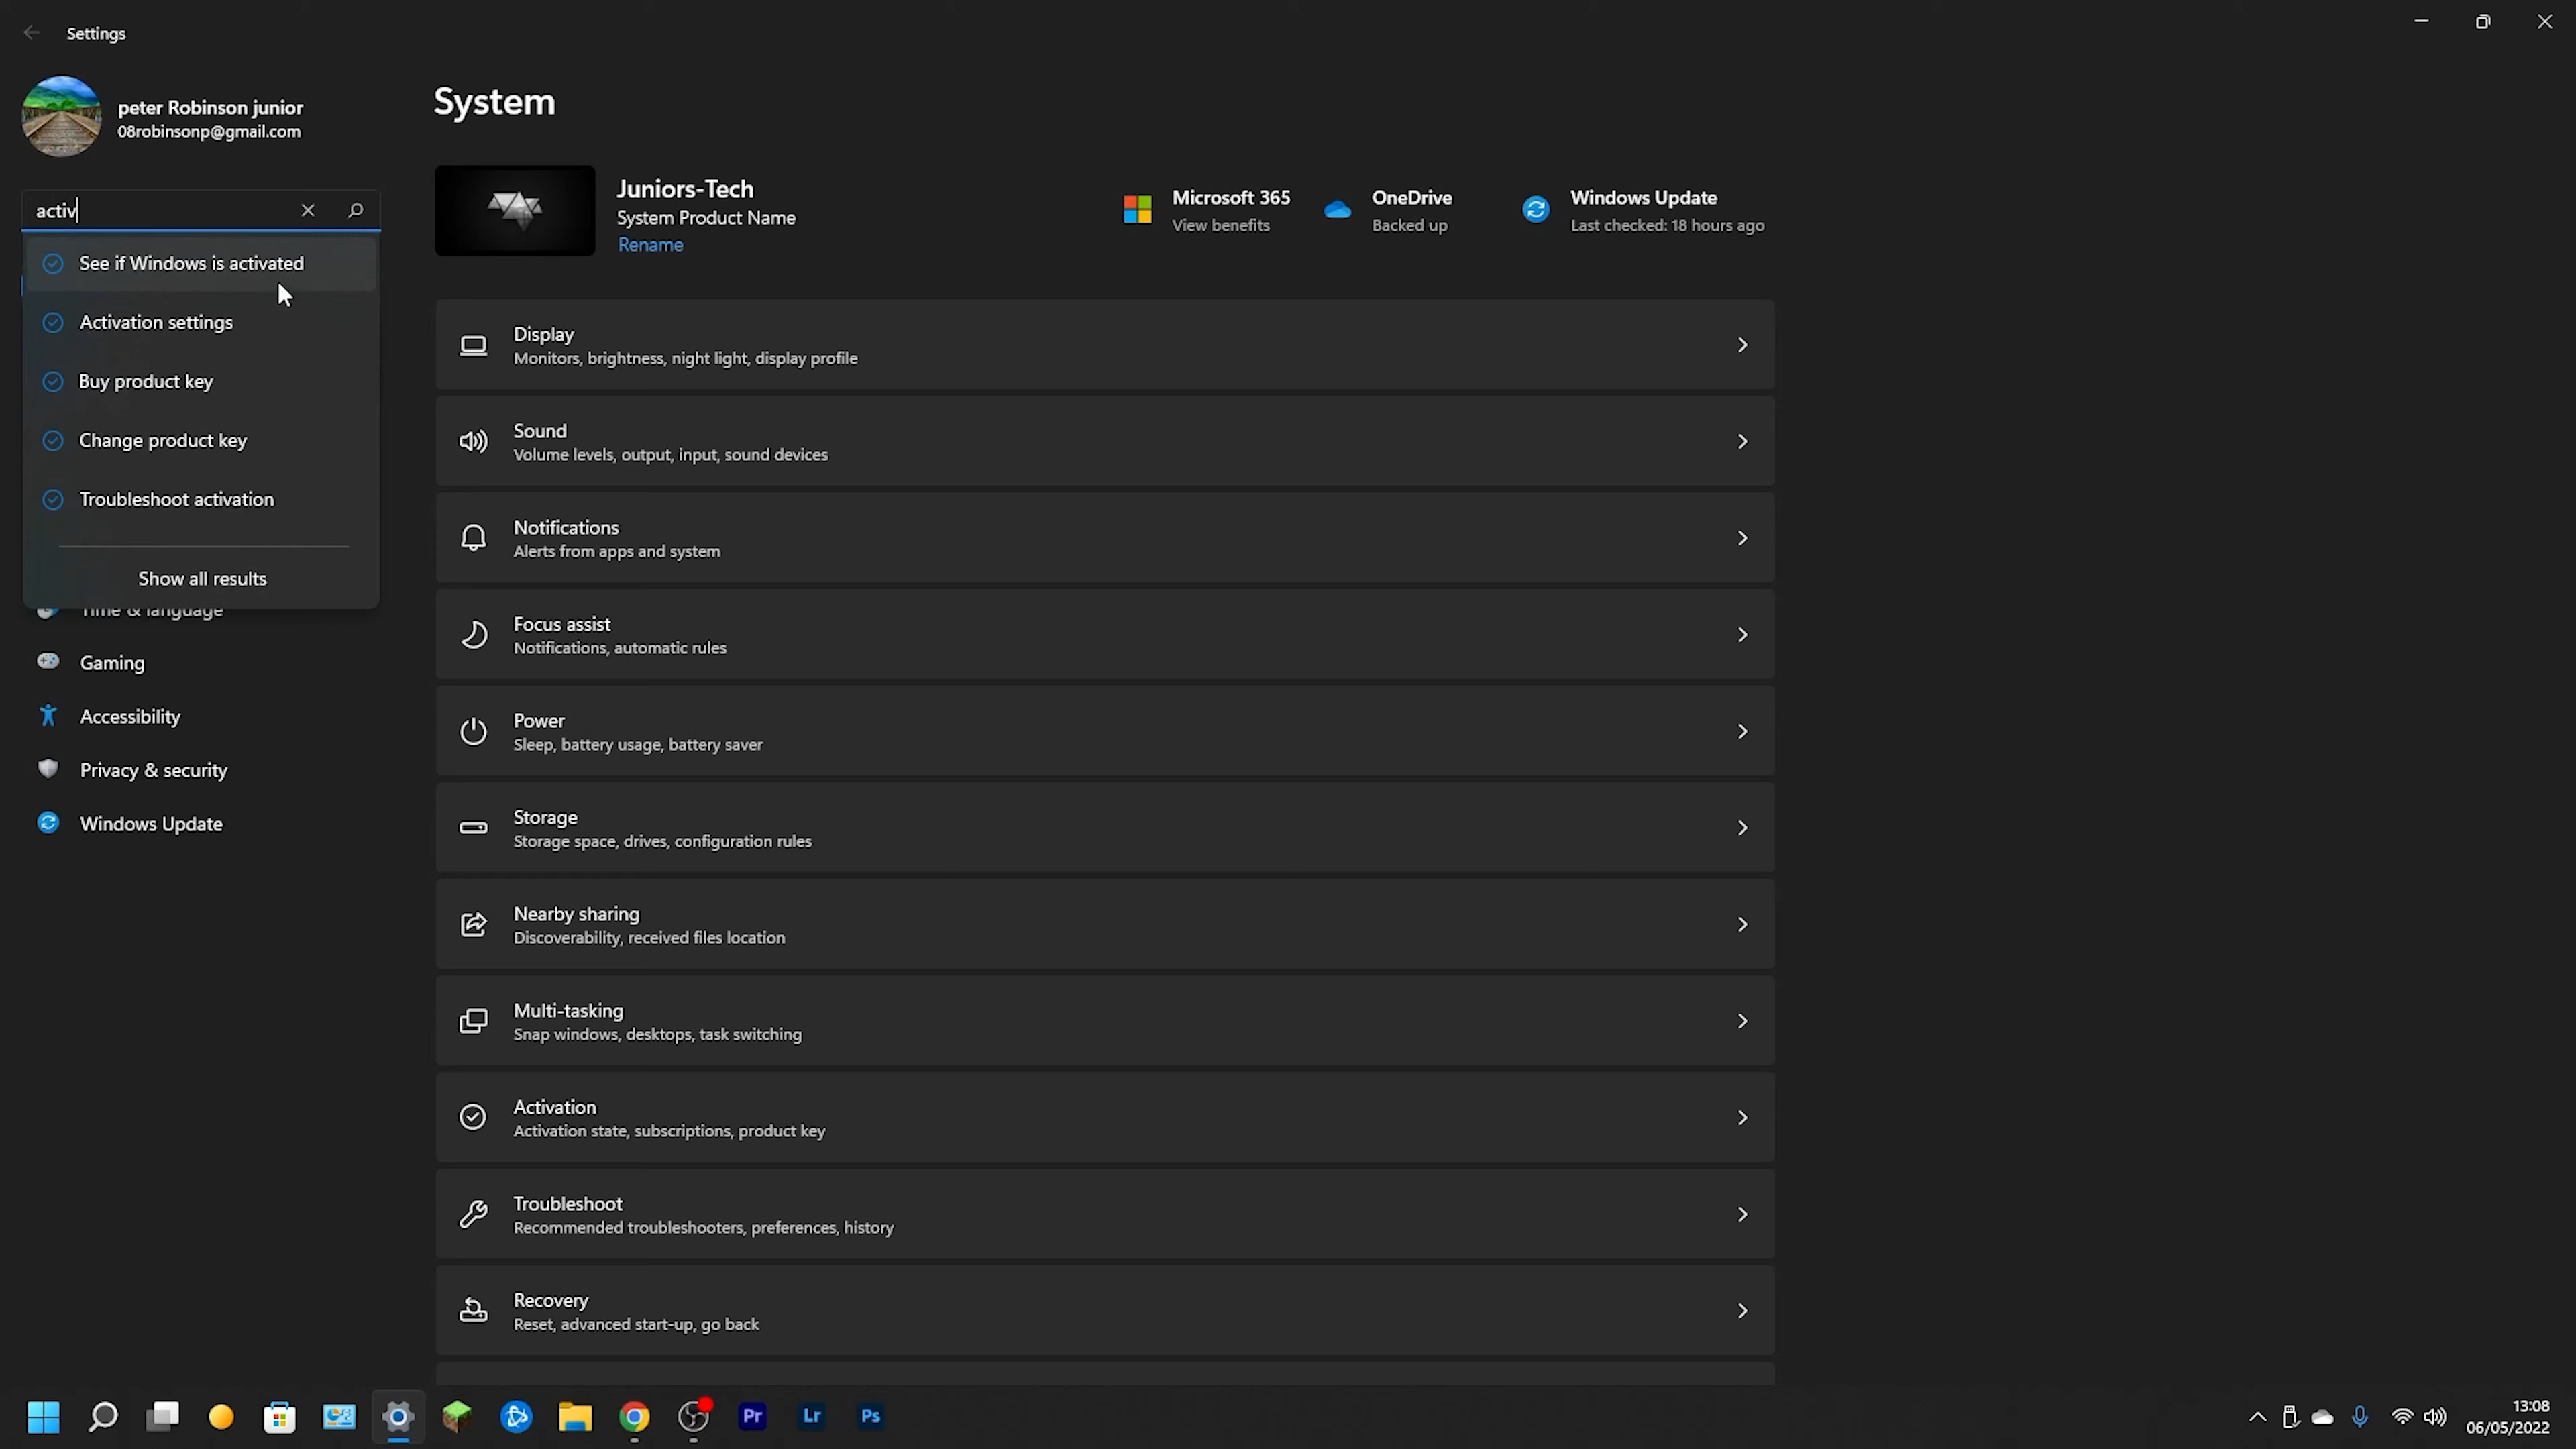 Settings
peter Robinson junior
08robinsonp@gmail.com
activ
See if Windows is activated
Activation settings
Buy product key
Change product key
Troubleshoot activation
Show all results
Time & language
Gaming
Accessibility
Privacy & security
Windows Update
System
Juniors-Tech
System Product Name
Rename
Microsoft 365
View benefits
OneDrive
Backed up
Windows Update
Last checked: 18 hours ago
Display
Monitors, brightness, night light, display profile
Sound
Volume levels, output, input, sound devices
Notifications
Alerts from apps and system
Focus assist
Notifications, automatic rules
Power
Sleep, battery usage, battery saver
Storage
Storage space, drives, configuration rules
Nearby sharing
Discoverability, received files location
Multi-tasking
Snap windows, desktops, task switching
Activation
Activation state, subscriptions, product key
Troubleshoot
Recommended troubleshooters, preferences, history
Recovery
Reset, advanced start-up, go back
Pr
Lr
Ps
13:08
06/05/2022